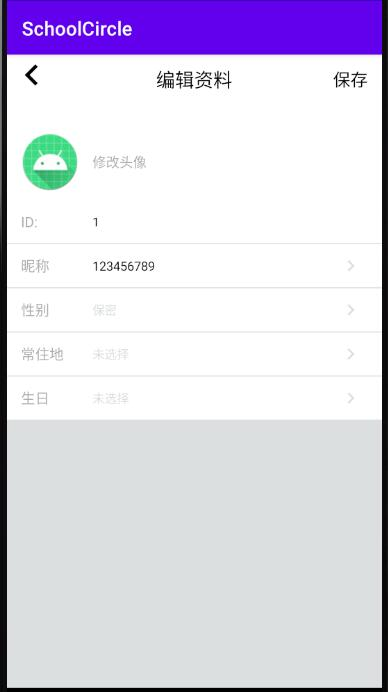 SchoolCircle
编辑资料 保存
修改头像
ID: 1
昵称 123456789
性别 保密
常住地 未选择
生日 未选择